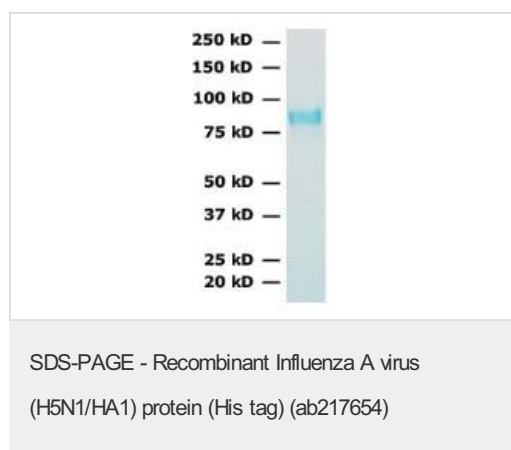 250 kD —
150 kD —
100 kD —
75 kD —
50 kD —
37 kD —
25 kD —
20 kD —
SDS-PAGE - Recombinant Influenza A virus
(H5N1/HA1) protein (His tag) (ab217654)